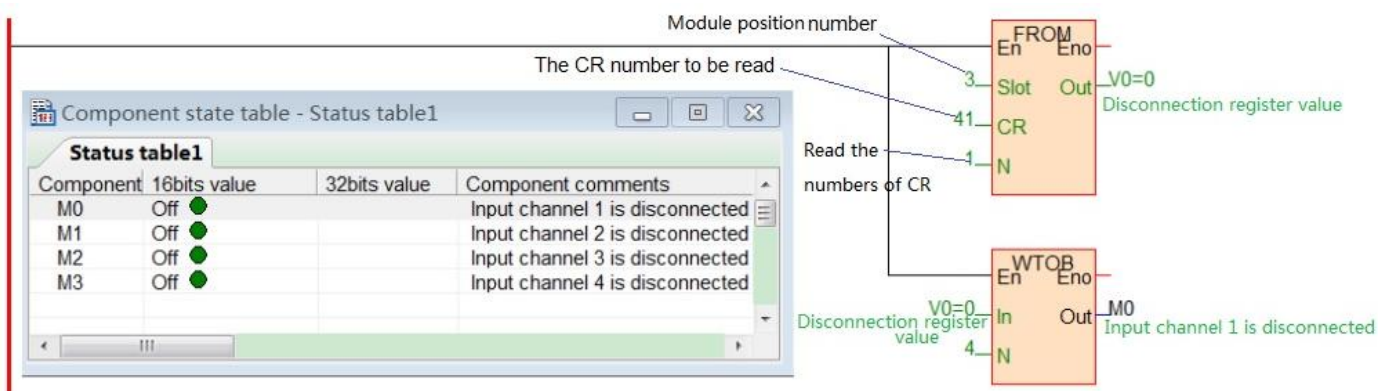 Module position number
The CR number to be read
Read the
numbers of CR
FROM
En Eno
3 Slot Out V0=0
Disconnection register value
41 CR
1 N
Component state table - Status table1
Status table1
Component 16bits value 32bits value Component comments
M0 Off Input channel 1 is disconnected
M1 Off Input channel 2 is disconnected
M2 Off Input channel 3 is disconnected
M3 Off Input channel 4 is disconnected
WTOB
En Eno
V0=0 In Out M0
Disconnection register
value
Input channel 1 is disconnected
4 N